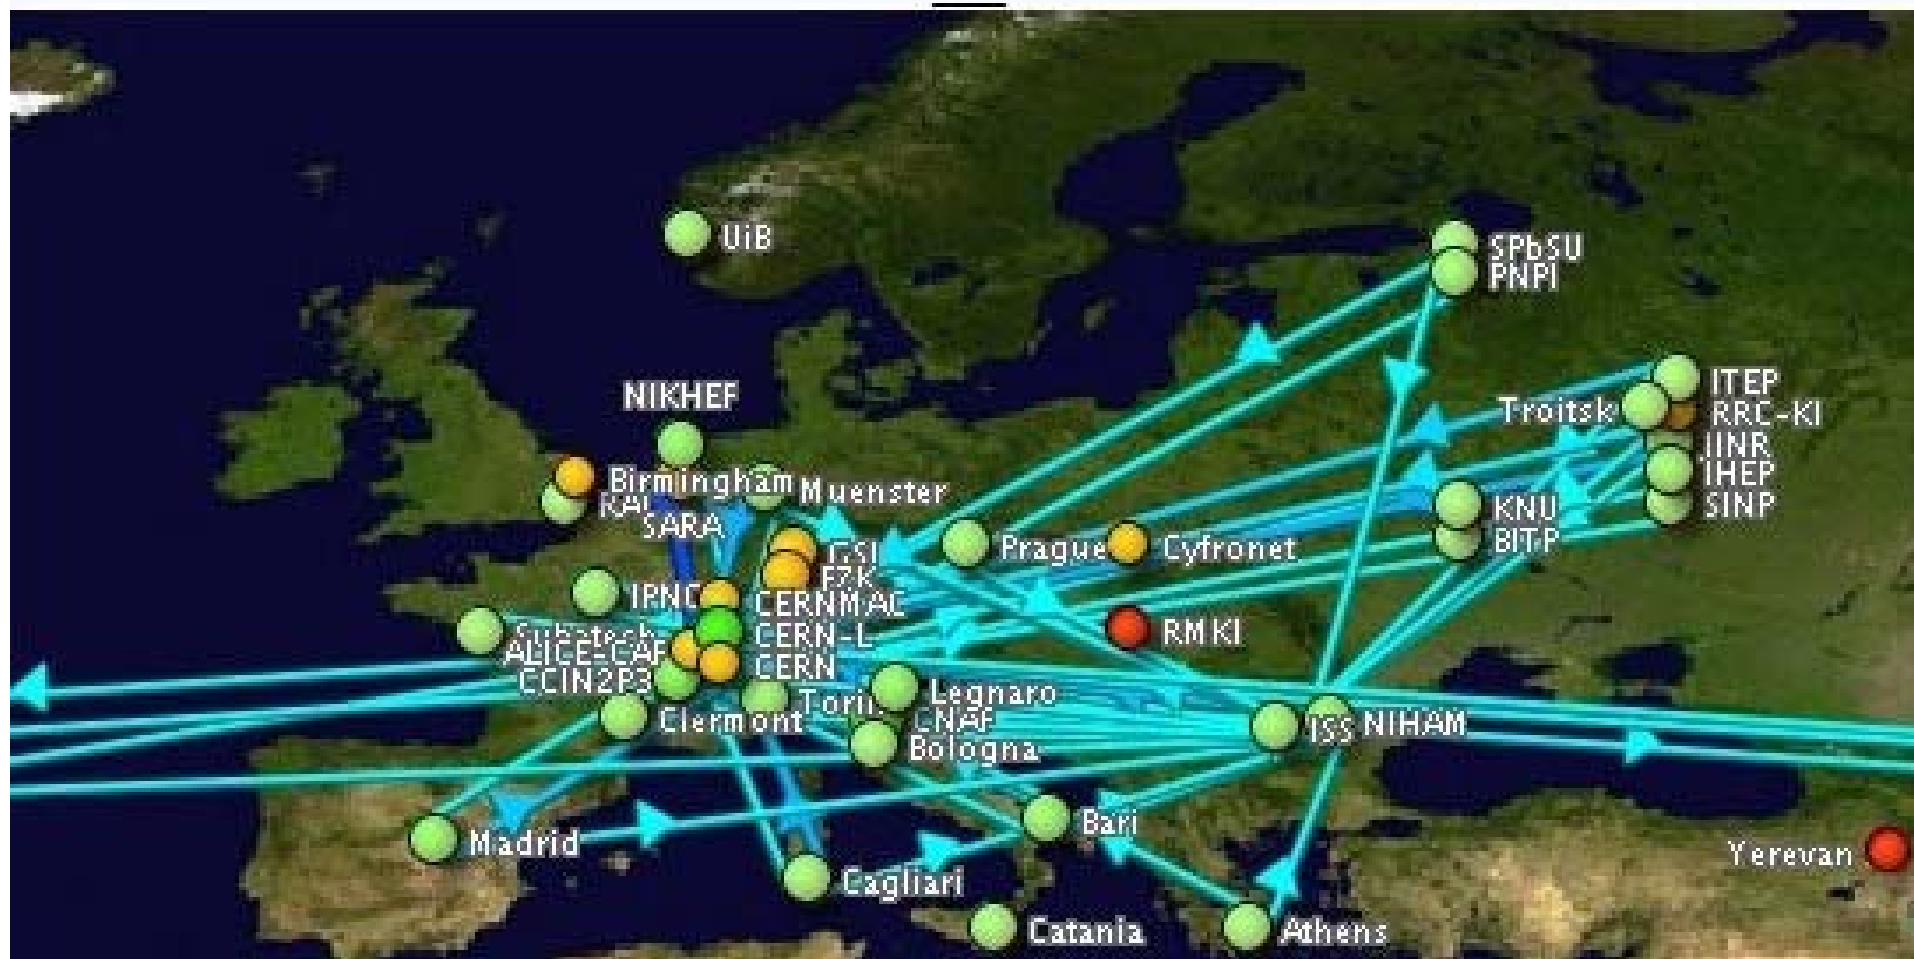 UiB
SPbSU
PNPI
ITEP
NIKHEF
Troitsk
RRC-KI
JINR
IHEP
Birmingham
Muenster
RAL
SINP
KNU
SARA
BITP
GSI
Prague
Cyfronet
FZK
IPNO
CERNMAC
Subatech
CERN-L
RMKI
ALICE-CAF
CERN
CCIN2P3
Legnaro
Clermont
CNAF
ISS
NIHAM
Bologna
Bari
Madrid
Yerevan
Cagliari
Catania
Athens